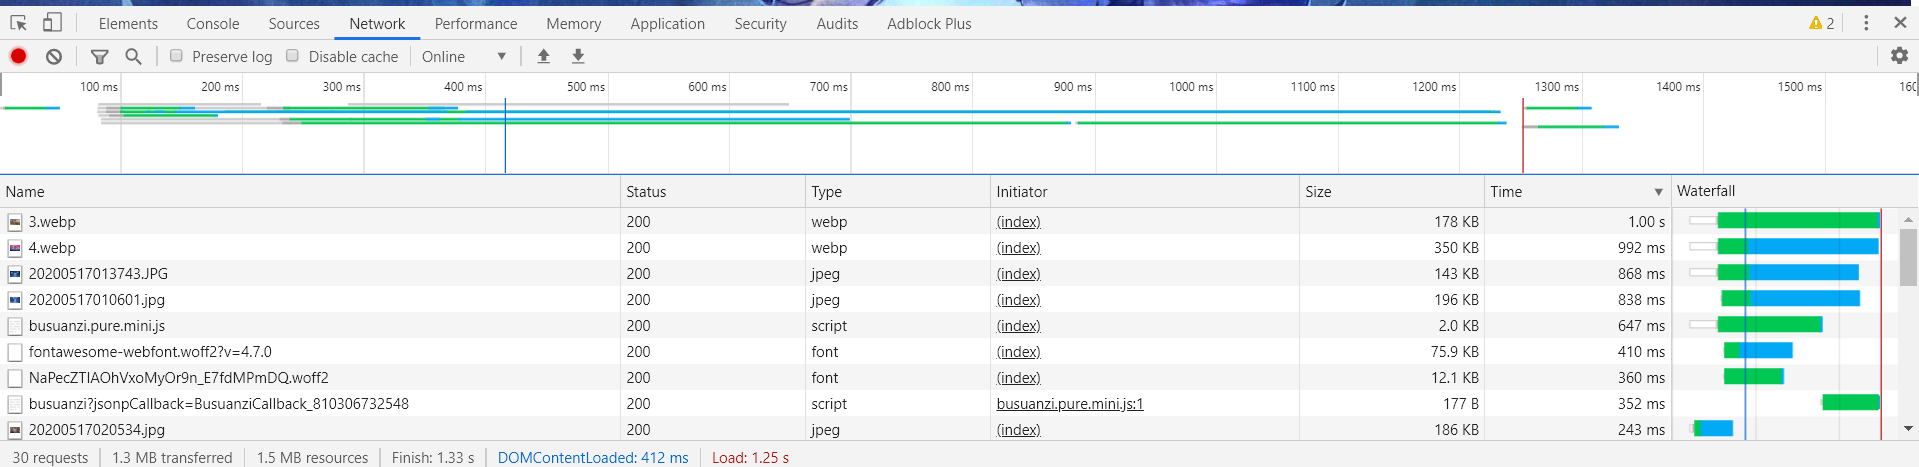 Elements Console Sources Network Performance Memory Application Security Audits Adblock Plus 2
Preserve log Disable cache Online
100 ms 200 ms 300 ms 400 ms 500 ms 600 ms 700 ms 800 ms 900 ms 1000 ms 1100 ms 1200 ms 1300 ms 1400 ms 1500 ms 160
Name Status Type Initiator Size Time Waterfall
3.webp 200 webp (index) 178 KB 1.00 s
4.webp 200 webp (index) 350 KB 992 ms
20200517013743.JPG 200 jpeg (index) 143 KB 868 ms
20200517010601.jpg 200 jpeg (index) 196 KB 838 ms
busuanzi.pure.mini.js 200 script (index) 2.0 KB 647 ms
fontawesome-webfont.woff2?v=4.7.0 200 font (index) 75.9 KB 410 ms
NaPecZTIAOhVxoMyOr9n_E7fdMPmDQ.woff2 200 font (index) 12.1 KB 360 ms
busuanzi?jsonpCallback=BusuanziCallback_810306732548 200 script busuanzi.pure.mini.js:1 177 B 352 ms
20200517020534.jpg 200 jpeg (index) 186 KB 243 ms
30 requests 1.3 MB transferred 1.5 MB resources Finish: 1.33 s DOMContentLoaded: 412 ms Load: 1.25 s